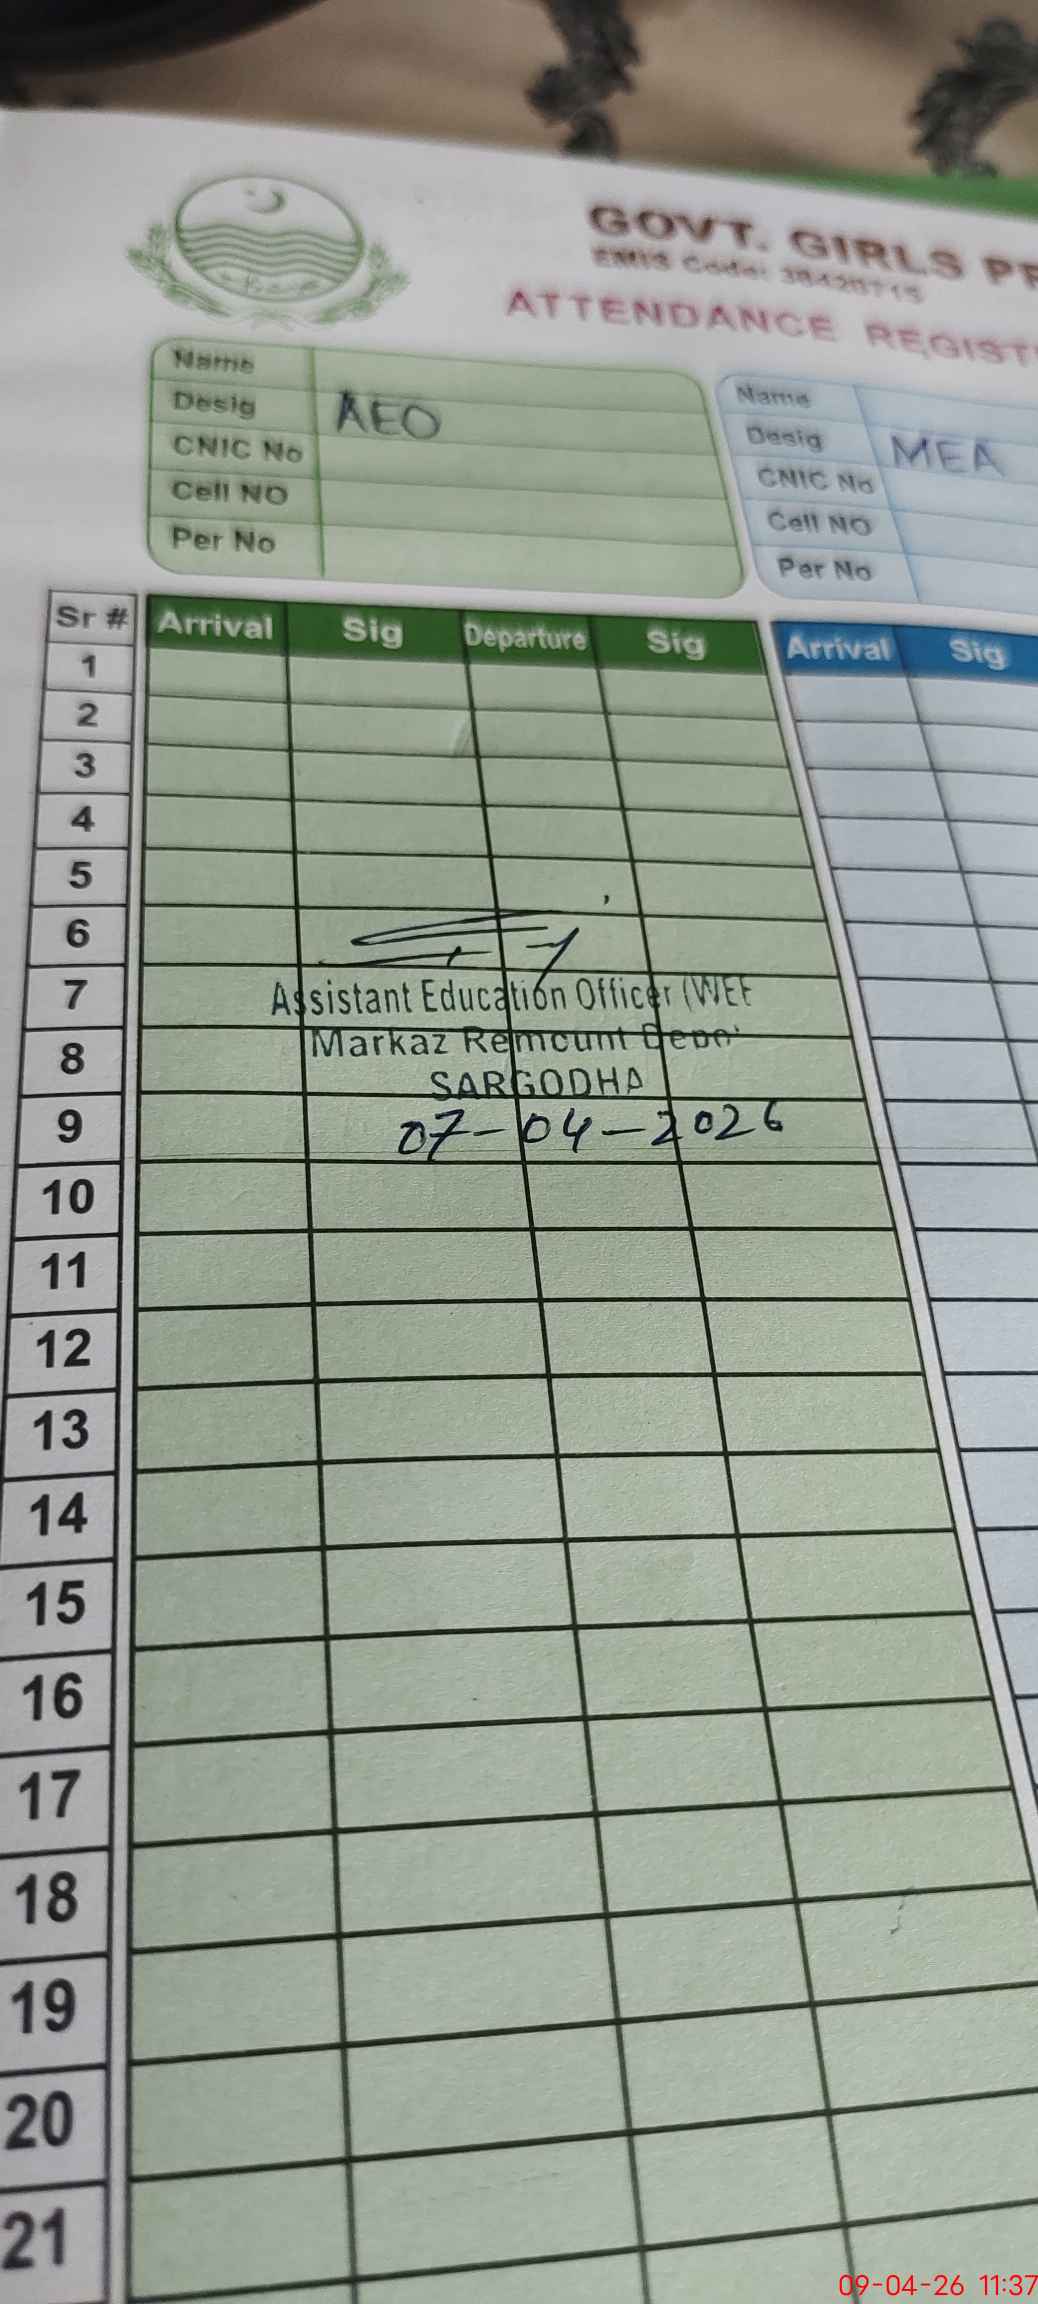 GOVT. GIRLS
EMIS Code: 38420715
ATTENDANCE
Name
Desig AEO
CNIC No
Cell NO
Per No
Name
Desig MEA
CNIC No
Cell NO
Per No
Sr # Arrival Sig Departure Sig Arrival Sig
1
2
3
4
5
6
7
Assistant Education Officer
8
Markaz Remount
SARGODHA
9
07-04-2026
10
11
12
13
14
15
16
17
18
19
20
21
09-04-26 11:37